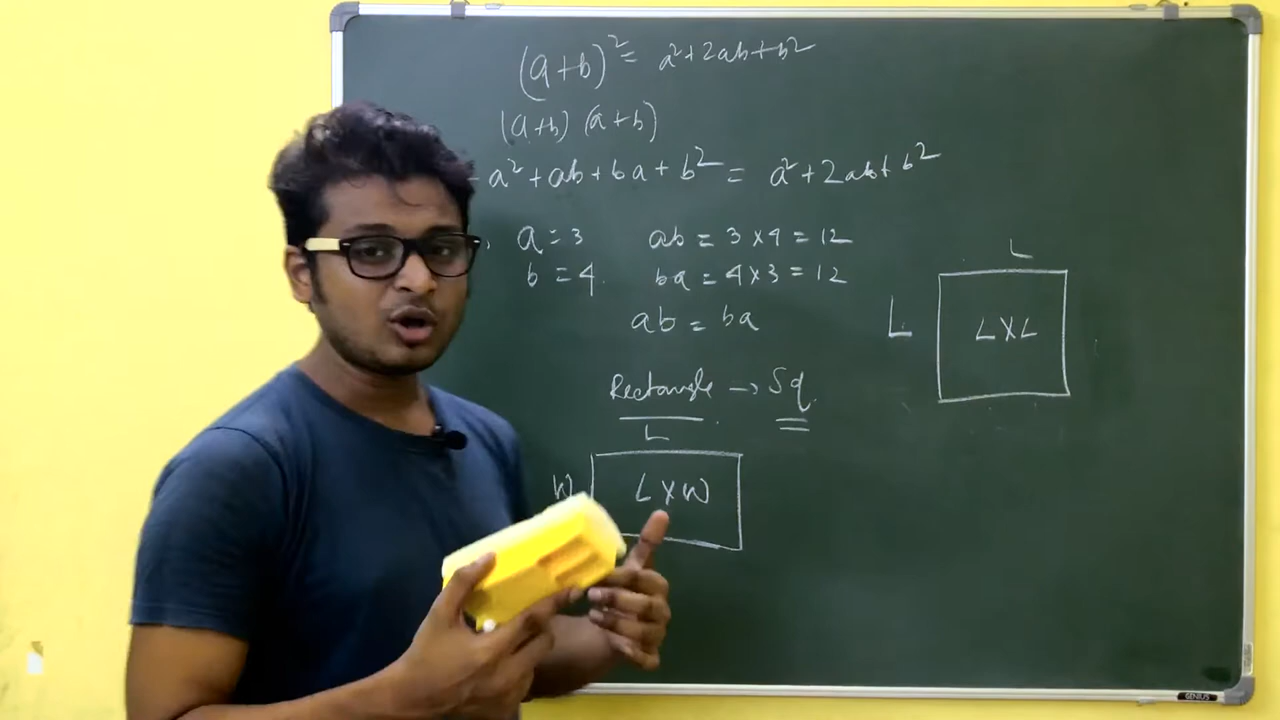 (a+b)² = a²+2ab+b²
(a+b) (a+b)
a²+ab+ba+b² = a²+2ab+b²
a=3 ab = 3×4=12
b=4. ba = 4×3=12
ab = ba
Rectangle → Sq.
L
W L×W
L
L L×L
GENIUS